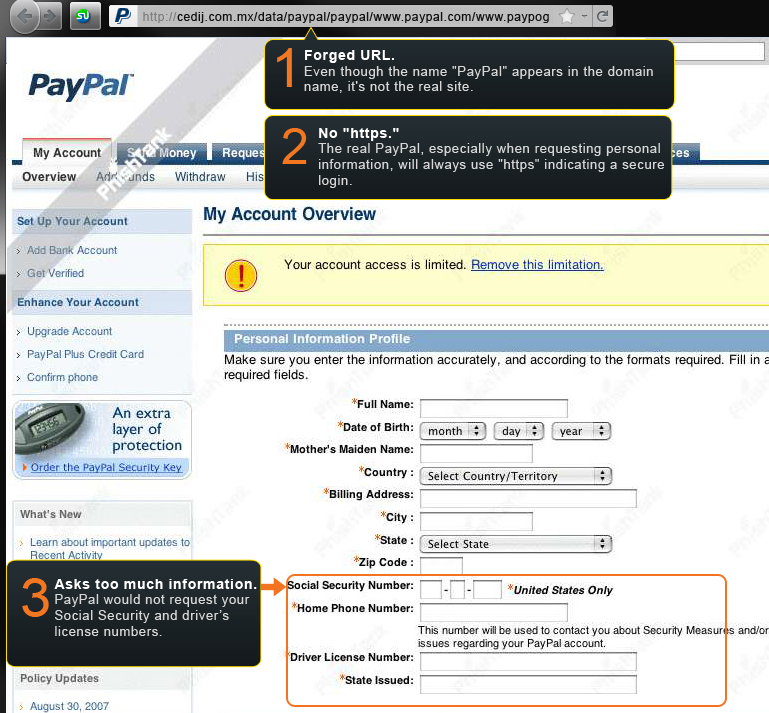 http://cedij.com.mx/data/paypal/paypal/www.paypal.com/www.paypog
PayPal
1 Forged URL.
Even though the name "PayPal" appears in the domain
name, it's not the real site.
2 No "https."
The real PayPal, especially when requesting personal
information, will always use "https" indicating a secure
login.
My Account
Money
Reques
ces
Overview
Add Funds
Withdraw
His
PhishTank
Set Up Your Account
Add Bank Account
Get Verified
Enhance Your Account
Upgrade Account
PayPal Plus Credit Card
Confirm phone
An extra
layer of
protection
Order the PayPal Security Key
What's New
Learn about important updates to
Recent Activity
3 Asks too much information.
PayPal would not request your
Social Security and driver's
license numbers.
Policy Updates
August 30, 2007
My Account Overview
Your account access is limited. Remove this limitation.
Personal Information Profile
Make sure you enter the information accurately, and according to the formats required. Fill in a
required fields.
*Full Name:
*Date of Birth: month day year
*Mother's Maiden Name:
*Country : Select Country/Territory
*Billing Address:
*City :
*State : Select State
*Zip Code :
Social Security Number: - - *United States Only
*Home Phone Number:
This number will be used to contact you about Security Measures and/or
issues regarding your PayPal account.
*Driver License Number:
*State Issued: